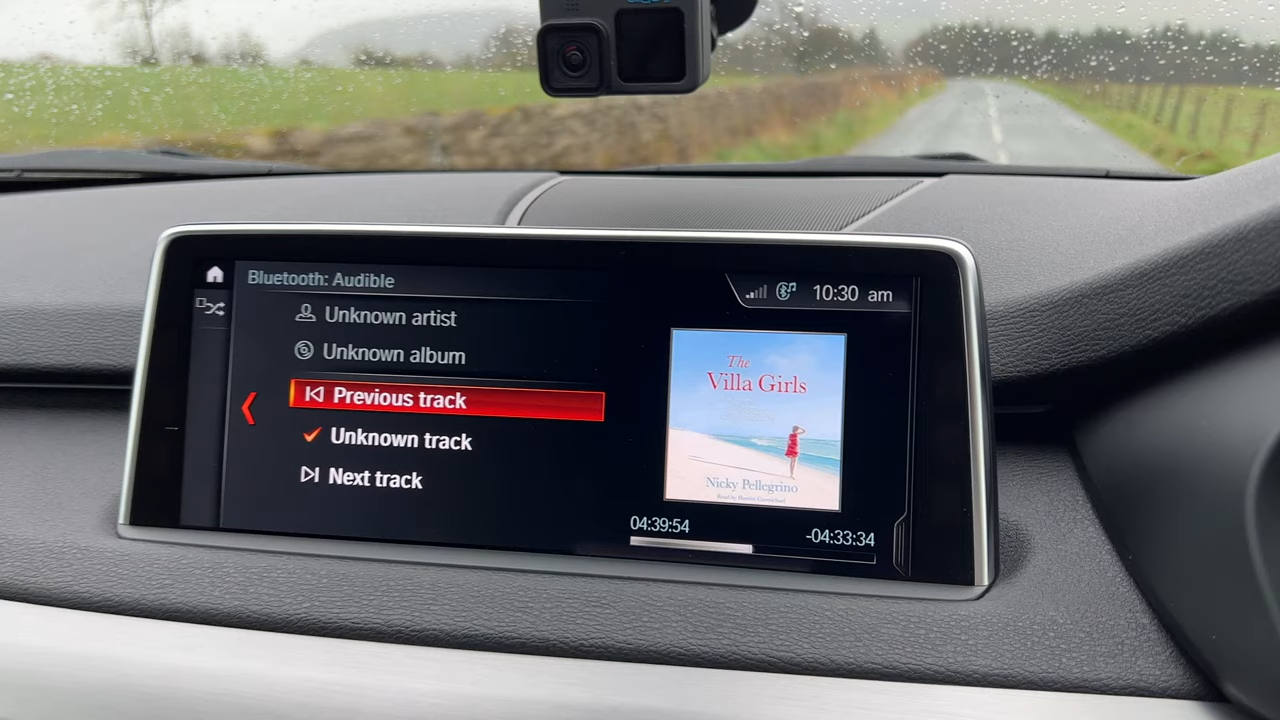 Bluetooth: Audible
10:30 am
Unknown artist
Unknown album
Previous track
Unknown track
Next track
The
Villa Girls
Nicky Pellegrino
04:39:54
-04:33:34